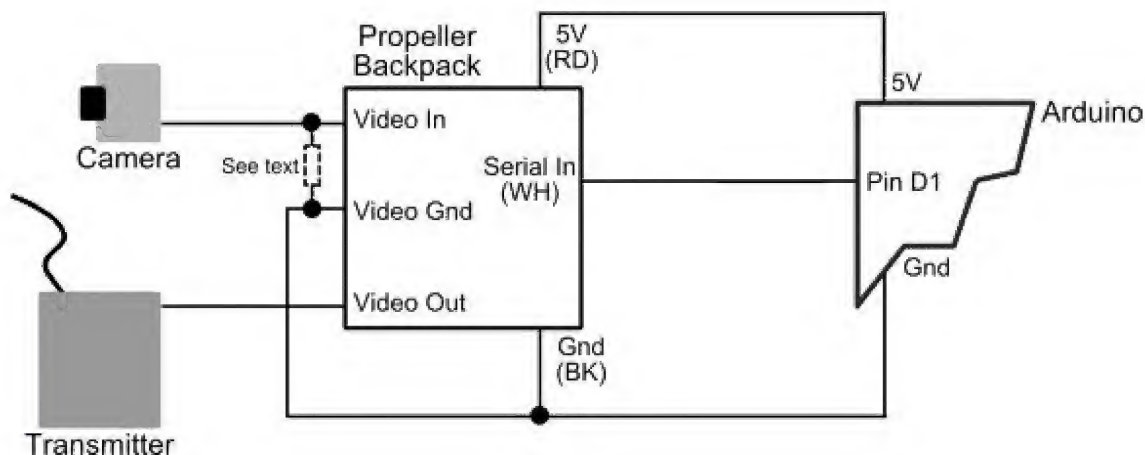 Propeller
Backpack
5V
(RD)
5V
Arduino
Camera
Video In
See text
Serial In
(WH)
Pin D1
Video Gnd
Gnd
Video Out
Gnd
(BK)
Transmitter